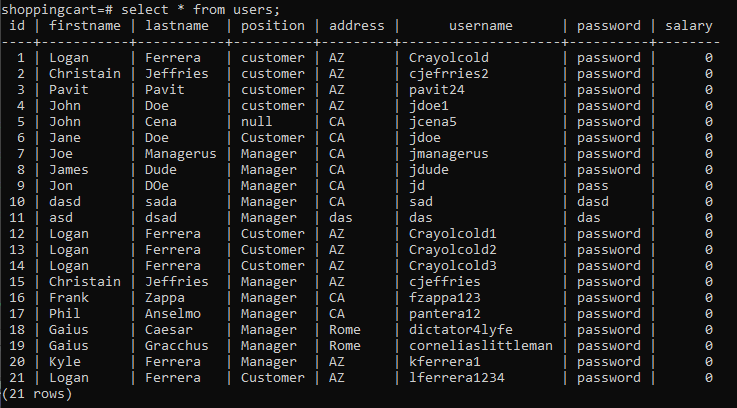 shoppingcart=# select * from users;
 id | firstname | lastname | position | address |     username      | password | salary
----+-----------+----------+----------+---------+-------------------+----------+--------
  1 | Logan     | Ferrera  | customer | AZ      | Crayolcold        | password |      0
  2 | Christain | Jeffries | customer | AZ      | cjefrries2        | password |      0
  3 | Pavit     | Pavit    | customer | AZ      | pavit24           | password |      0
  4 | John      | Doe      | customer | AZ      | jdoe1             | password |      0
  5 | John      | Cena     | null     | CA      | jcena5            | password |      0
  6 | Jane      | Doe      | Customer | CA      | jdoe              | password |      0
  7 | Joe       | Managerus | Manager | CA      | jmanagerus        | password |      0
  8 | James     | Dude     | Manager  | CA      | jdude             | password |      0
  9 | Jon       | DOe      | Manager  | CA      | jd                | pass     |      0
 10 | dasd      | sada     | Manager  | CA      | sad               | dasd     |      0
 11 | asd       | dsad     | Manager  | das     | das               | das      |      0
 12 | Logan     | Ferrera  | Customer | AZ      | Crayolcold1       | password |      0
 13 | Logan     | Ferrera  | Customer | AZ      | Crayolcold2       | password |      0
 14 | Logan     | Ferrera  | Customer | AZ      | Crayolcold3       | password |      0
 15 | Christain | Jeffries | Manager  | AZ      | cjeffries         | password |      0
 16 | Frank     | Zappa    | Manager  | CA      | fzappa123         | password |      0
 17 | Phil      | Anselmo  | Manager  | CA      | pantera12         | password |      0
 18 | Gaius     | Caesar   | Manager  | Rome    | dictator4lyfe     | password |      0
 19 | Gaius     | Gracchus | Manager  | Rome    | corneliaslittleman | password |      0
 20 | Kyle      | Ferrera  | Manager  | AZ      | kferrera1         | password |      0
 21 | Logan     | Ferrera  | Customer | AZ      | lferrera1234      | password |      0
(21 rows)